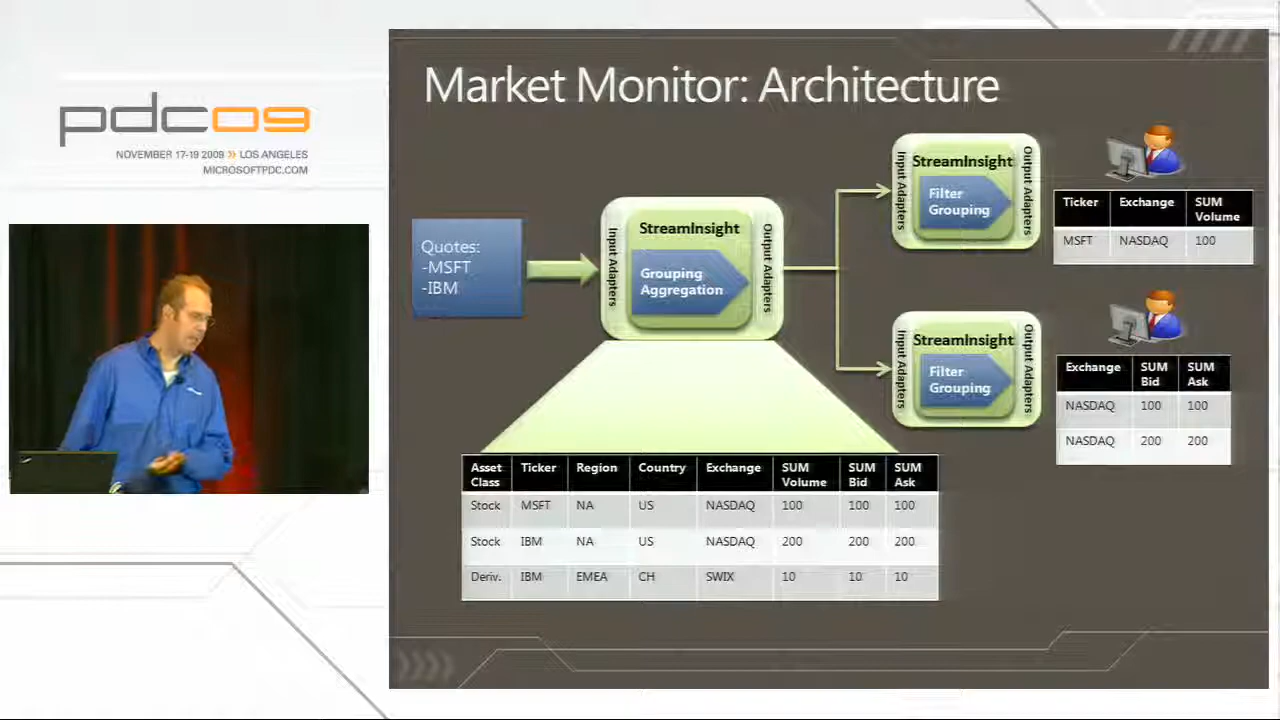 pdc09
NOVEMBER 17-19 2009 » LOS ANGELES
MICROSOFTPDC.COM
Market Monitor: Architecture
Quotes:
-MSFT
-IBM
Input Adapters
StreamInsight
Grouping
Aggregation
Output Adapters
Input Adapters
StreamInsight
Filter
Grouping
Output Adapters
Ticker Exchange SUM Volume
MSFT NASDAQ 100
Input Adapters
StreamInsight
Filter
Grouping
Output Adapters
Exchange SUM Bid SUM Ask
NASDAQ 100 100
NASDAQ 200 200
Asset Class Ticker Region Country Exchange SUM Volume SUM Bid SUM Ask
Stock MSFT NA US NASDAQ 100 100 100
Stock IBM NA US NASDAQ 200 200 200
Deriv. IBM EMEA CH SWIX 10 10 10